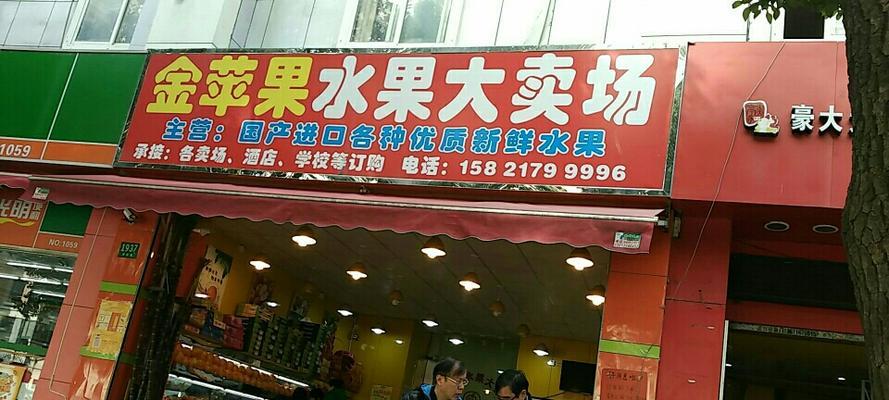 金苹果水果大卖场
主营：国产进口各种优质新鲜水果
承接：各卖场、酒店、学校等订购 电话：158 2179 9996
豪大
1059
光明
NO:1059
1937